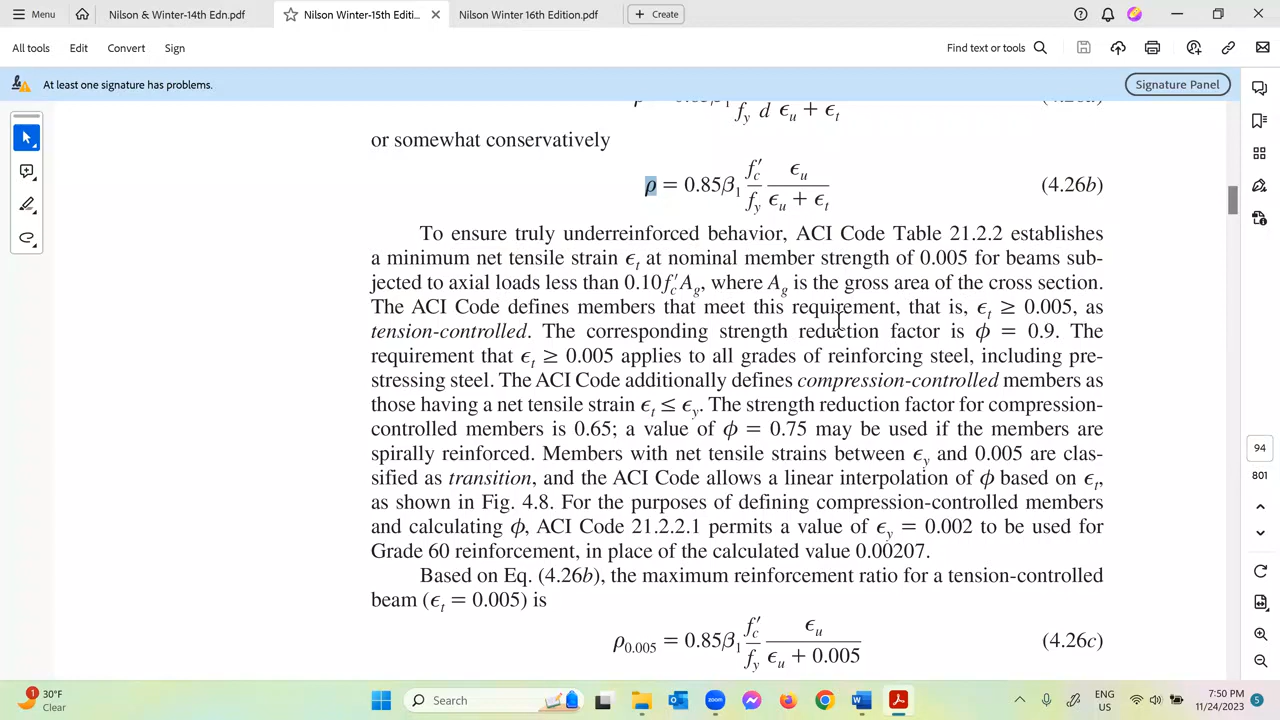 Menu
Nilson & Winter-14th Edn.pdf
Nilson Winter-15th Editi...
Nilson Winter 16th Edition.pdf
Create
All tools Edit Convert Sign
Find text or tools
At least one signature has problems.
Signature Panel
f_y d ϵ_u + ϵ_t
or somewhat conservatively
ρ = 0.85β₁ f′_c/f_y ϵ_u/(ϵ_u + ϵ_t) (4.26b)
To ensure truly underreinforced behavior, ACI Code Table 21.2.2 establishes
a minimum net tensile strain ϵ_t at nominal member strength of 0.005 for beams sub-
jected to axial loads less than 0.10f′_c A_g, where A_g is the gross area of the cross section.
The ACI Code defines members that meet this requirement, that is, ϵ_t ≥ 0.005, as
tension-controlled. The corresponding strength reduction factor is ϕ = 0.9. The
requirement that ϵ_t ≥ 0.005 applies to all grades of reinforcing steel, including pre-
stressing steel. The ACI Code additionally defines compression-controlled members as
those having a net tensile strain ϵ_t ≤ ϵ_y. The strength reduction factor for compression-
controlled members is 0.65; a value of ϕ = 0.75 may be used if the members are
spirally reinforced. Members with net tensile strains between ϵ_y and 0.005 are clas-
sified as transition, and the ACI Code allows a linear interpolation of ϕ based on ϵ_t,
as shown in Fig. 4.8. For the purposes of defining compression-controlled members
and calculating ϕ, ACI Code 21.2.2.1 permits a value of ϵ_y = 0.002 to be used for
Grade 60 reinforcement, in place of the calculated value 0.00207.
Based on Eq. (4.26b), the maximum reinforcement ratio for a tension-controlled
beam (ϵ_t = 0.005) is
ρ_0.005 = 0.85β₁ f′_c/f_y ϵ_u/(ϵ_u + 0.005) (4.26c)
94
801
1
30°F
Clear
Search
zoom
ENG
US
7:50 PM
11/24/2023
5